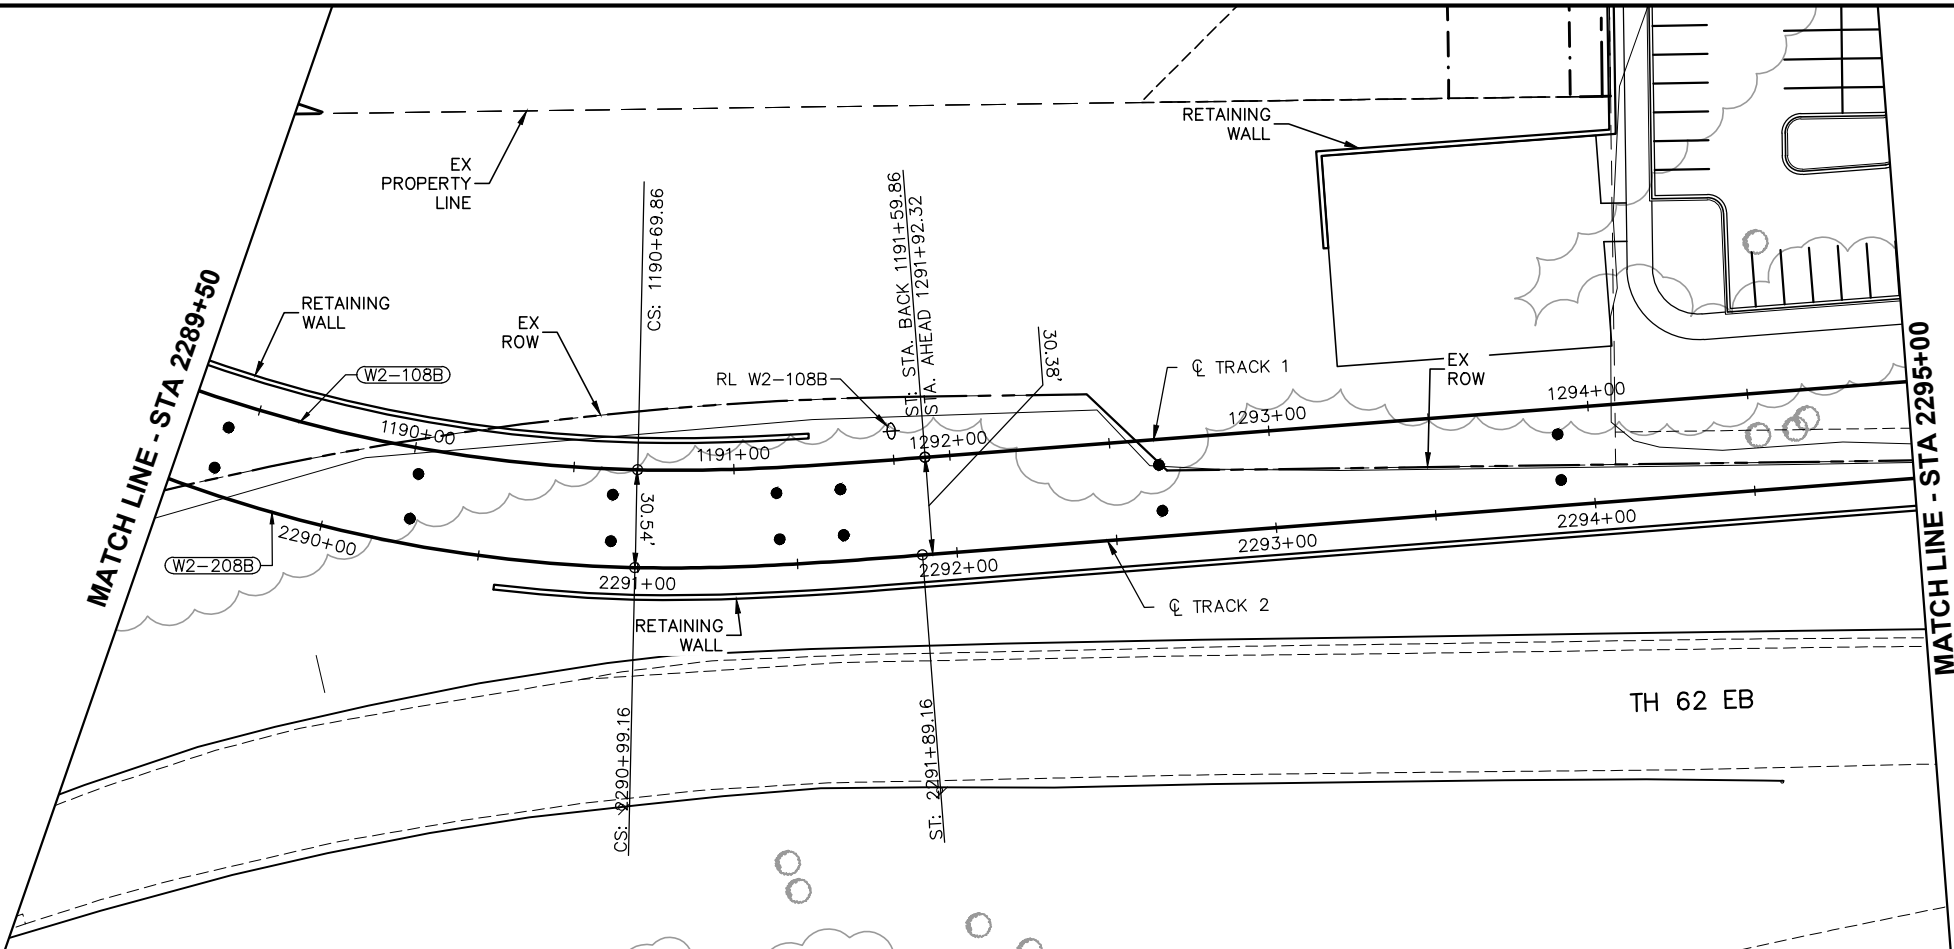 RETAINING
WALL
EX
PROPERTY
LINE
CS: 1190+69.86
ST: STA. BACK 1191+59.86
STA. AHEAD 1291+92.32
MATCH LINE - STA 2289+50
RETAINING
WALL
EX
ROW
30.38'
W2-108B
RL W2-108B
℄ TRACK 1
EX
ROW
1190+00
1191+00
1292+00
1293+00
1294+00
MATCH LINE - STA 2295+00
30.54'
2290+00
W2-208B
2291+00
2292+00
2293+00
2294+00
℄ TRACK 2
RETAINING
WALL
CS: 2290+99.16
ST: 2291+89.16
TH 62 EB